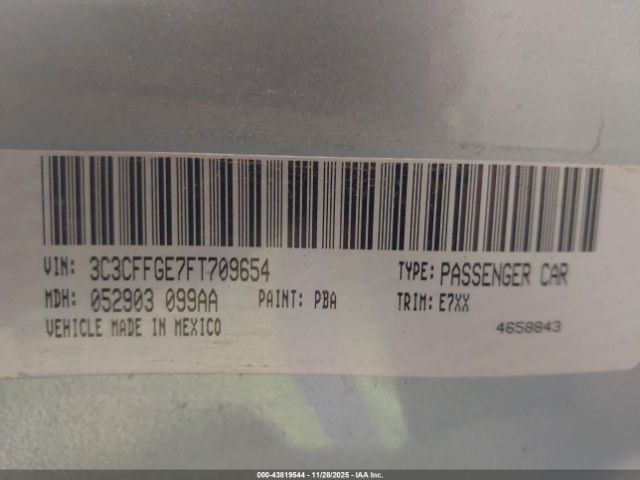 VIN: 3C3CFFGE7FT709654 TYPE: PASSENGER CAR
MDH: 052903 099AA PAINT: PBA TRIM: E7XX
VEHICLE MADE IN MEXICO 4658843
000-43819544 - 11/28/2025 - IAA Inc.